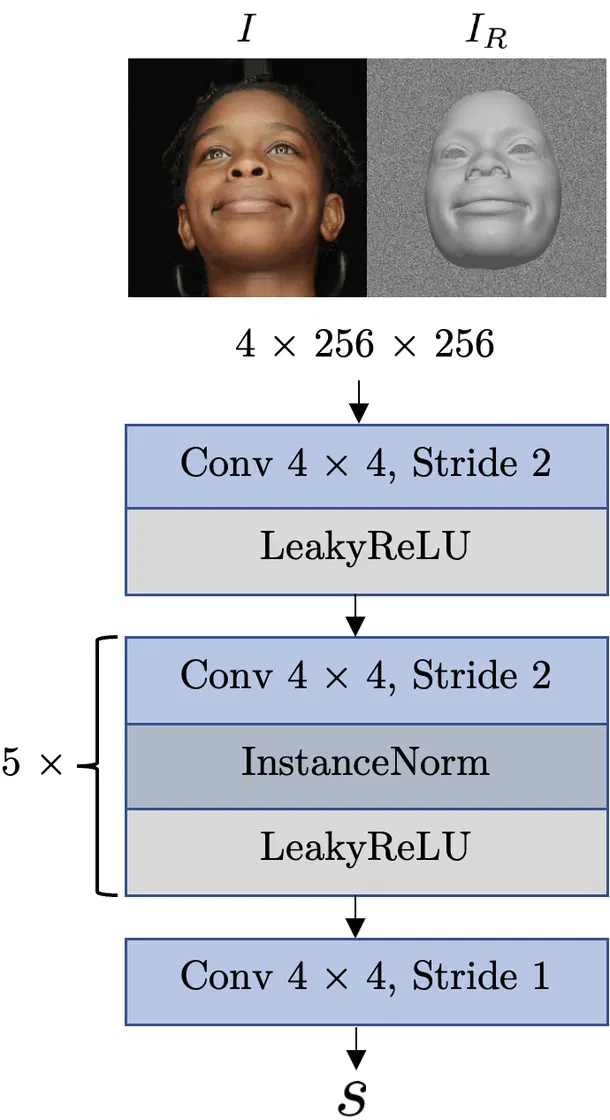 I I_R
4 × 256 × 256
Conv 4 × 4, Stride 2
LeakyReLU
Conv 4 × 4, Stride 2
5 ×
InstanceNorm
LeakyReLU
Conv 4 × 4, Stride 1
s